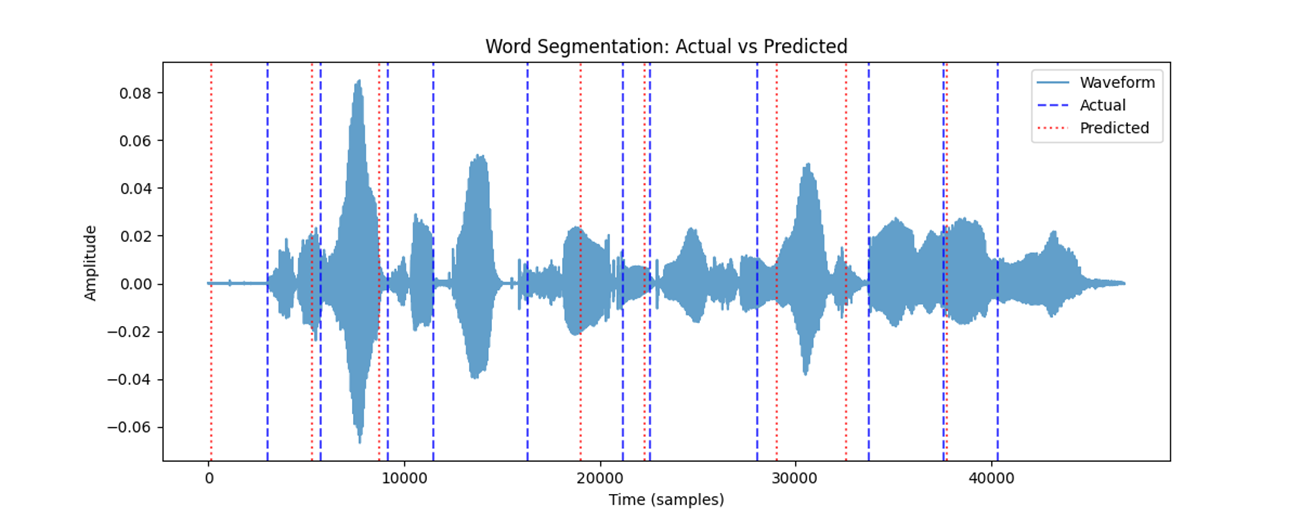 Word Segmentation: Actual vs Predicted
Waveform
Actual
Predicted
Amplitude
0.08
0.06
0.04
0.02
0.00
−0.02
−0.04
−0.06
0
10000
20000
30000
40000
Time (samples)